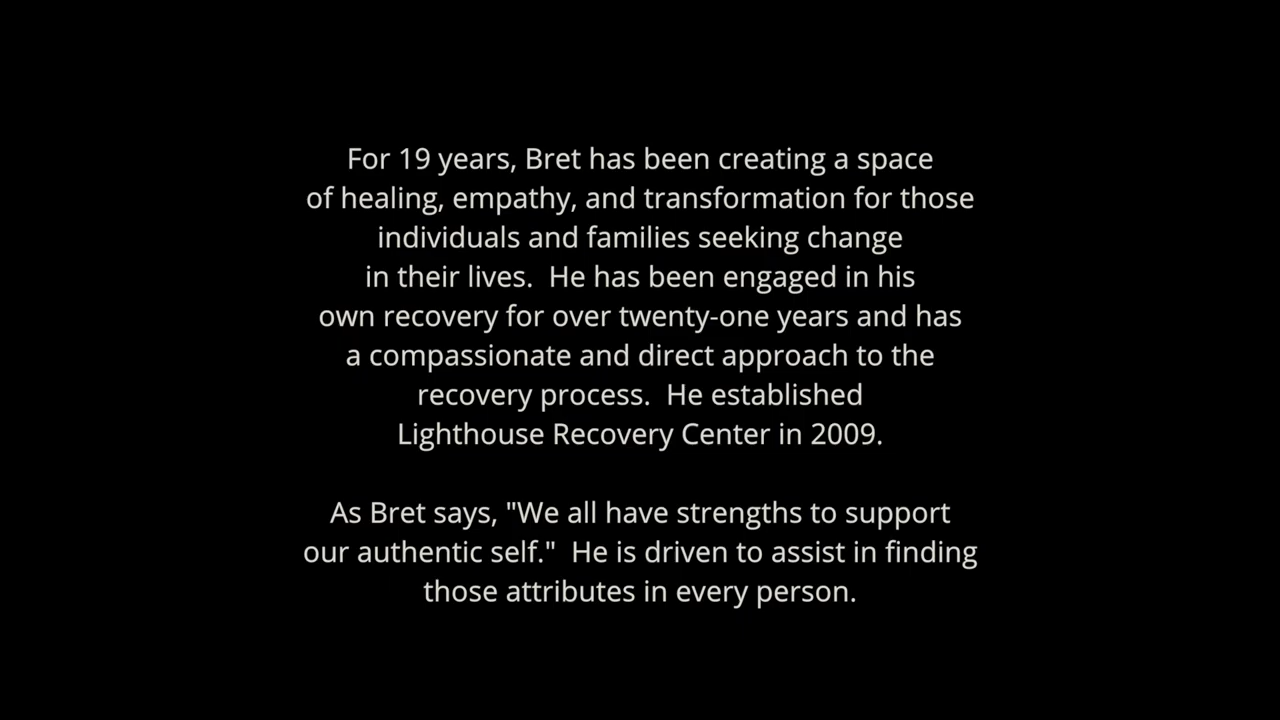 For 19 years, Bret has been creating a space
of healing, empathy, and transformation for those
individuals and families seeking change
in their lives.  He has been engaged in his
own recovery for over twenty-one years and has
a compassionate and direct approach to the
recovery process.  He established
Lighthouse Recovery Center in 2009.
As Bret says, "We all have strengths to support
our authentic self."  He is driven to assist in finding
those attributes in every person.